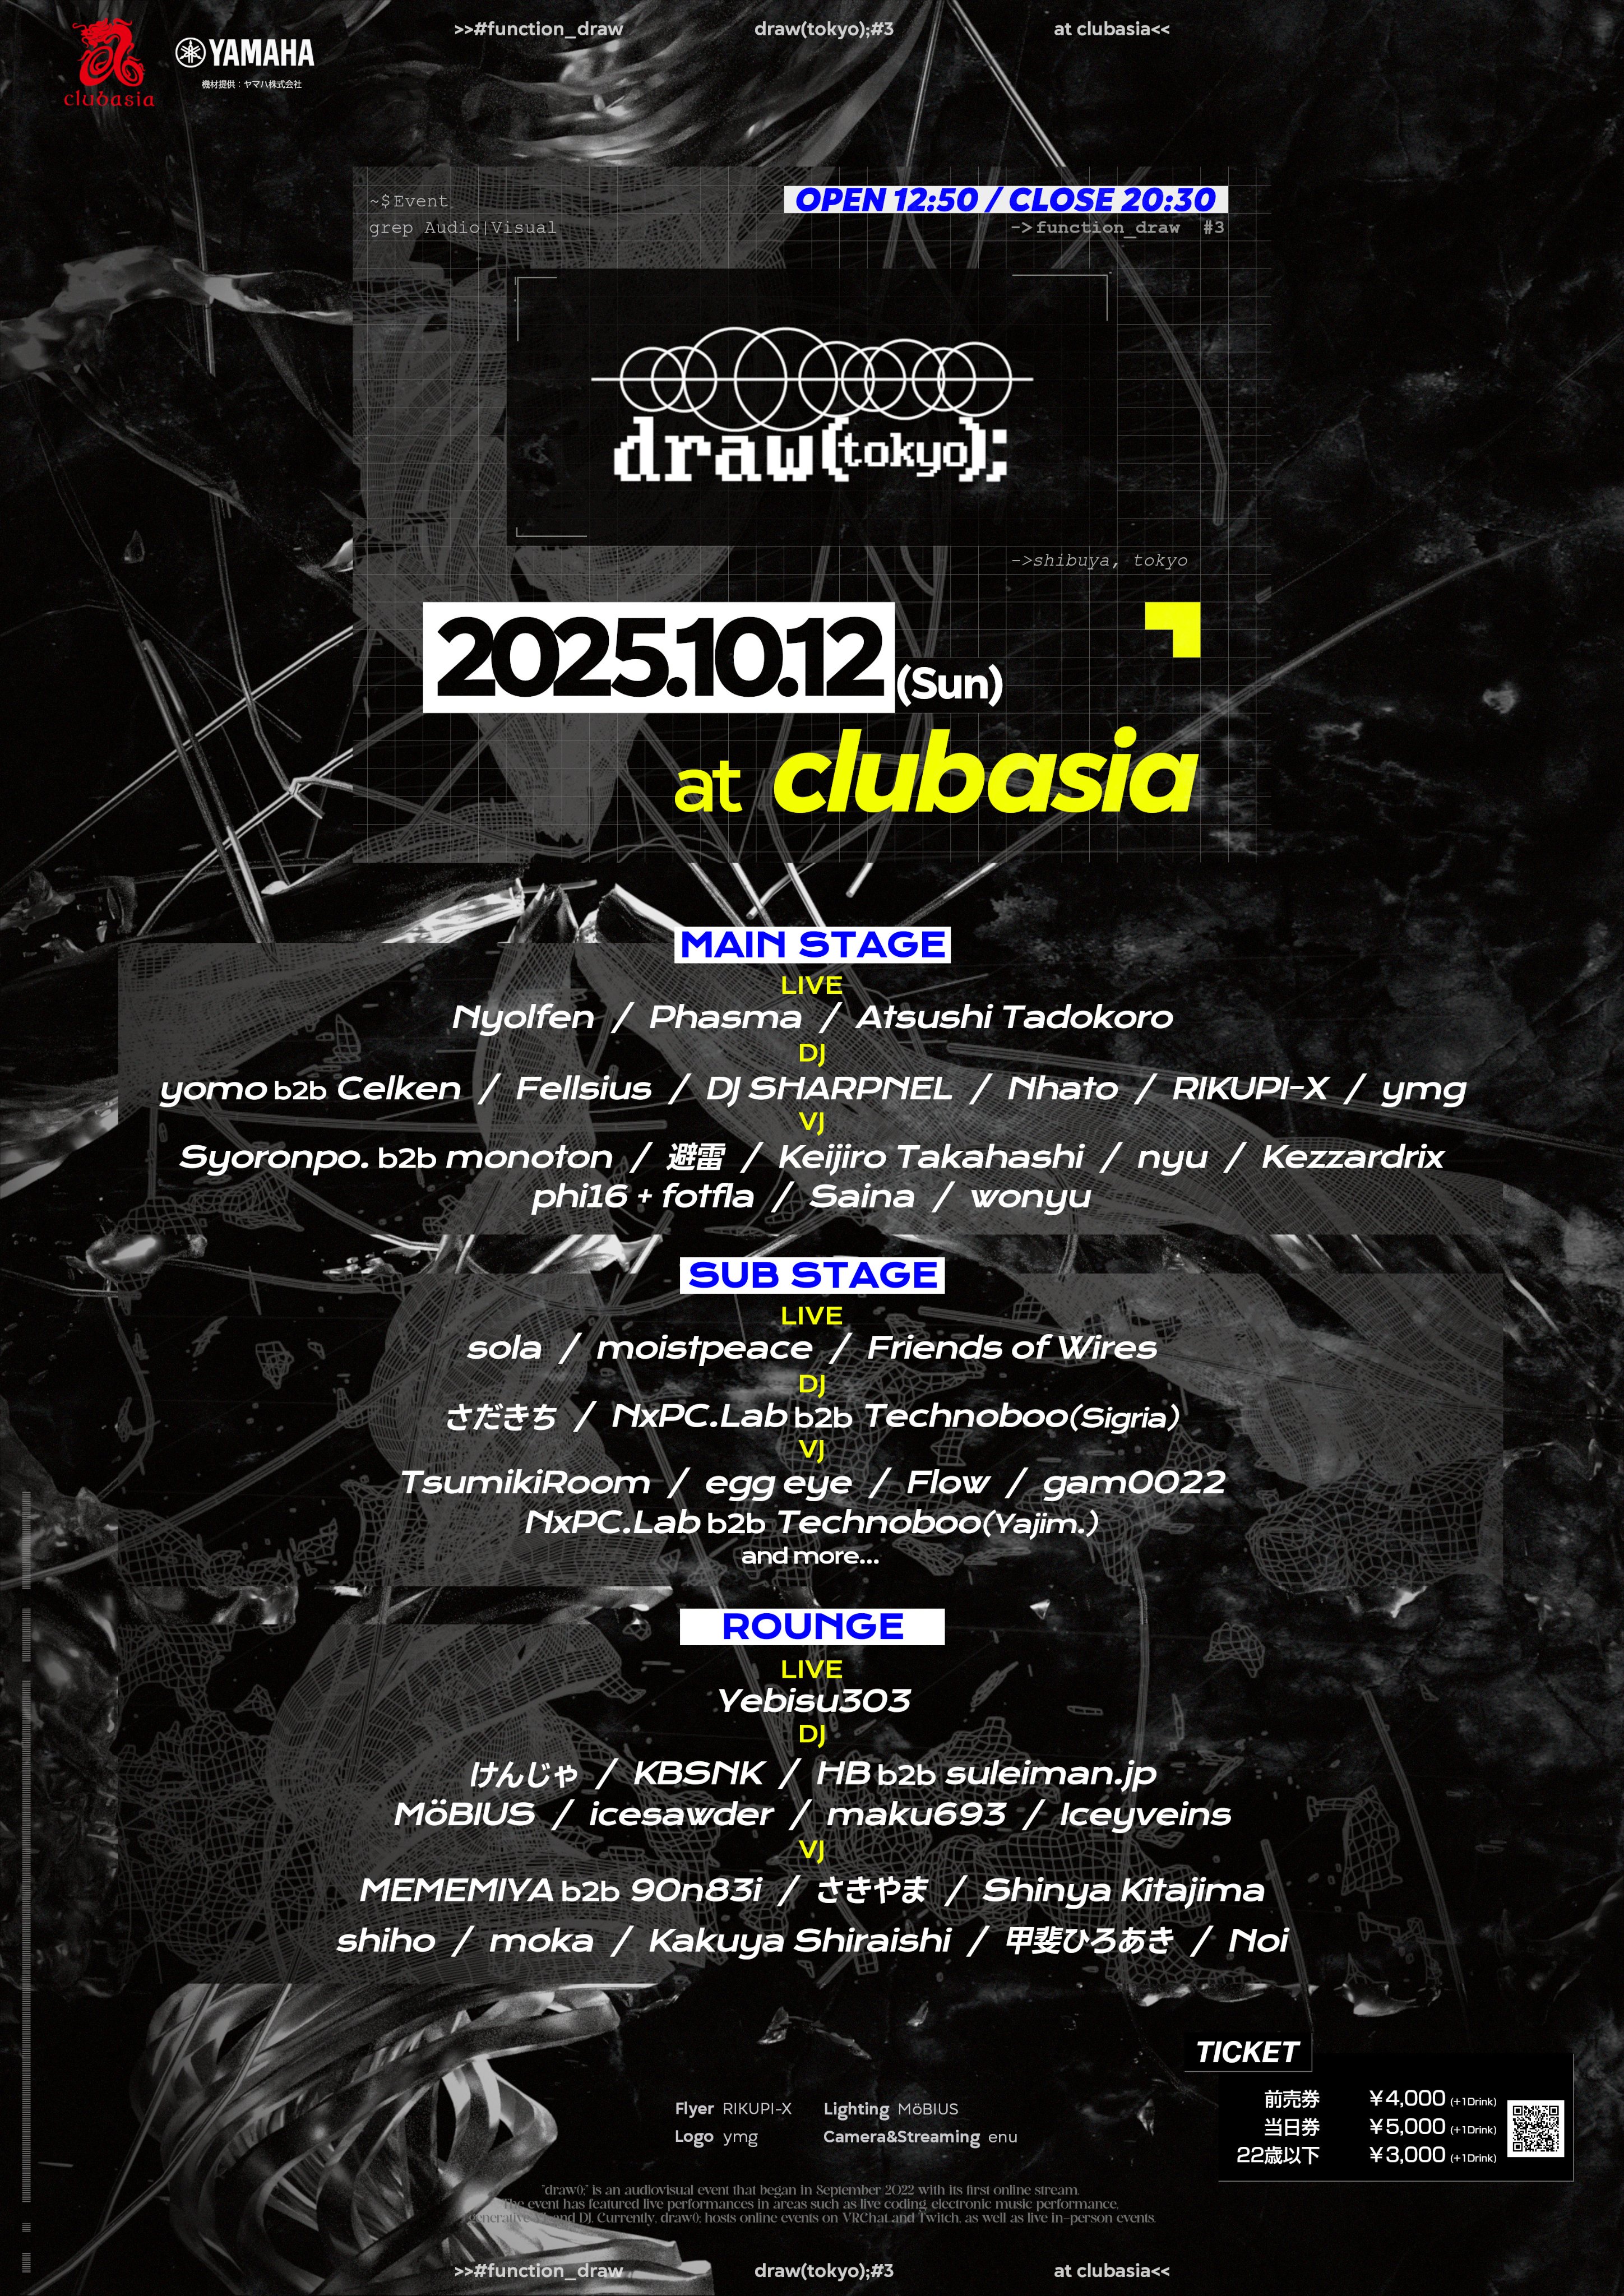 >>#function_draw draw(tokyo);#3 at clubasia<<
clubasia
YAMAHA
機材提供：ヤマハ株式会社
~$Event
grep Audio|Visual
OPEN 12:50 / CLOSE 20:30
->function_draw #3
draw(tokyo);
->shibuya, tokyo
2025.10.12 (Sun)
at clubasia
MAIN STAGE
LIVE
Nyolfen / Phasma / Atsushi Tadokoro
DJ
yomo b2b Celken / Fellsius / DJ SHARPNEL / Nhato / RIKUPI-X / ymg
VJ
Syoronpo. b2b monoton / 避雷 / Keijiro Takahashi / nyu / Kezzardrix
phi16 + fotfla / Saina / wonyu
SUB STAGE
LIVE
sola / moistpeace / Friends of Wires
DJ
さだきち / NxPC.Lab b2b Technoboo(Sigria)
VJ
TsumikiRoom / egg eye / Flow / gam0022
NxPC.Lab b2b Technoboo(Yajim.)
and more...
ROUNGE
LIVE
Yebisu303
DJ
けんじゃ / KBSNK / HB b2b suleiman.jp
MöBIUS / icesawder / maku693 / Iceyveins
VJ
MEMEMIYA b2b 90n83i / さきやま / Shinya Kitajima
shiho / moka / Kakuya Shiraishi / 甲斐ひろあき / Noi
TICKET
前売券 ¥4,000 (+1Drink)
当日券 ¥5,000 (+1Drink)
22歳以下 ¥3,000 (+1Drink)
Flyer RIKUPI-X Lighting MöBIUS
Logo ymg Camera&Streaming enu
"draw();" is an audiovisual event that began in September 2022 with its first online stream.
The event has featured live performances in areas such as live coding, electronic music performance,
generative VJ, and DJ. Currently, draw(); hosts online events on VRChat and Twitch, as well as live in-person events.
>>#function_draw draw(tokyo);#3 at clubasia<<